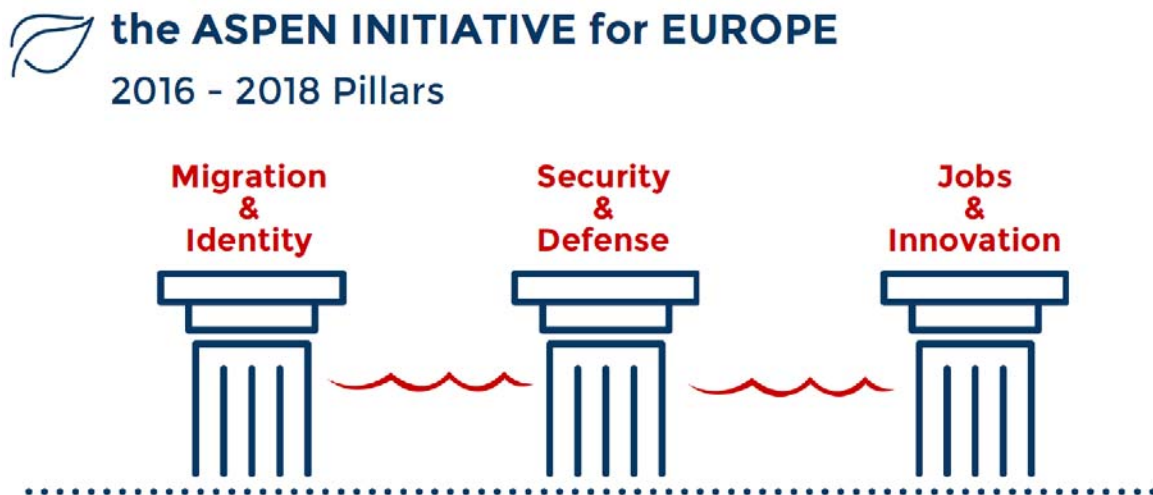 the ASPEN INITIATIVE for EUROPE
2016 - 2018 Pillars
Migration
&
Identity
Security
&
Defense
Jobs
&
Innovation